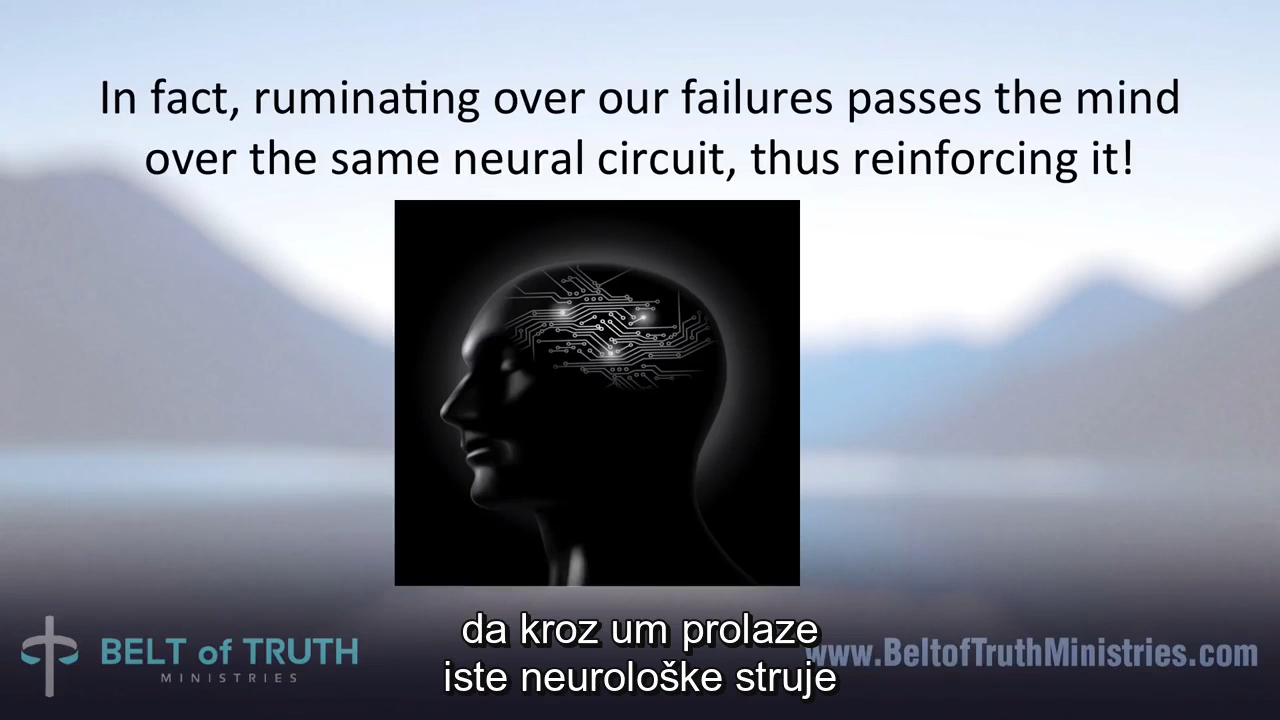 In fact, ruminating over our failures passes the mind
over the same neural circuit, thus reinforcing it!
BELT of TRUTH
MINISTRIES
da kroz um prolaze
iste neurološke struje
www.BeltofTruthMinistries.com